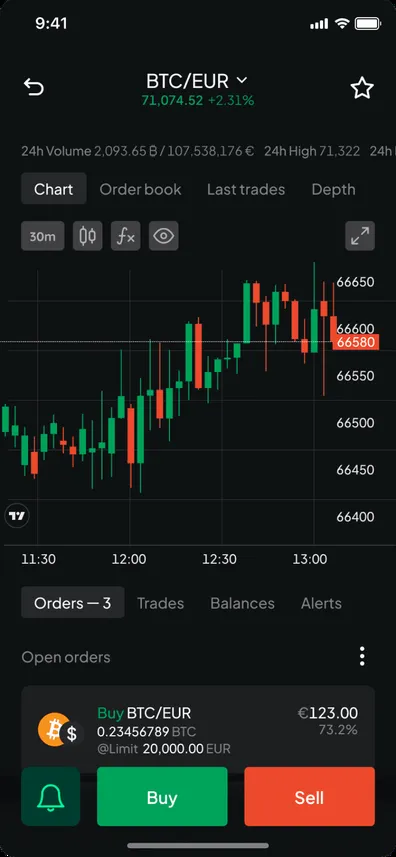 9:41
BTC/EUR
71,074.52 +2.31%
24h Volume 2,093.65 ₿ / 107,538,176 € 24h High 71,322 24h
Chart Order book Last trades Depth
30m fx
66650
66600
66580
66550
66500
66450
66400
11:30 12:00 12:30 13:00
Orders — 3 Trades Balances Alerts
Open orders
Buy BTC/EUR €123.00
0.23456789 BTC 73.2%
@Limit 20,000.00 EUR
Buy Sell